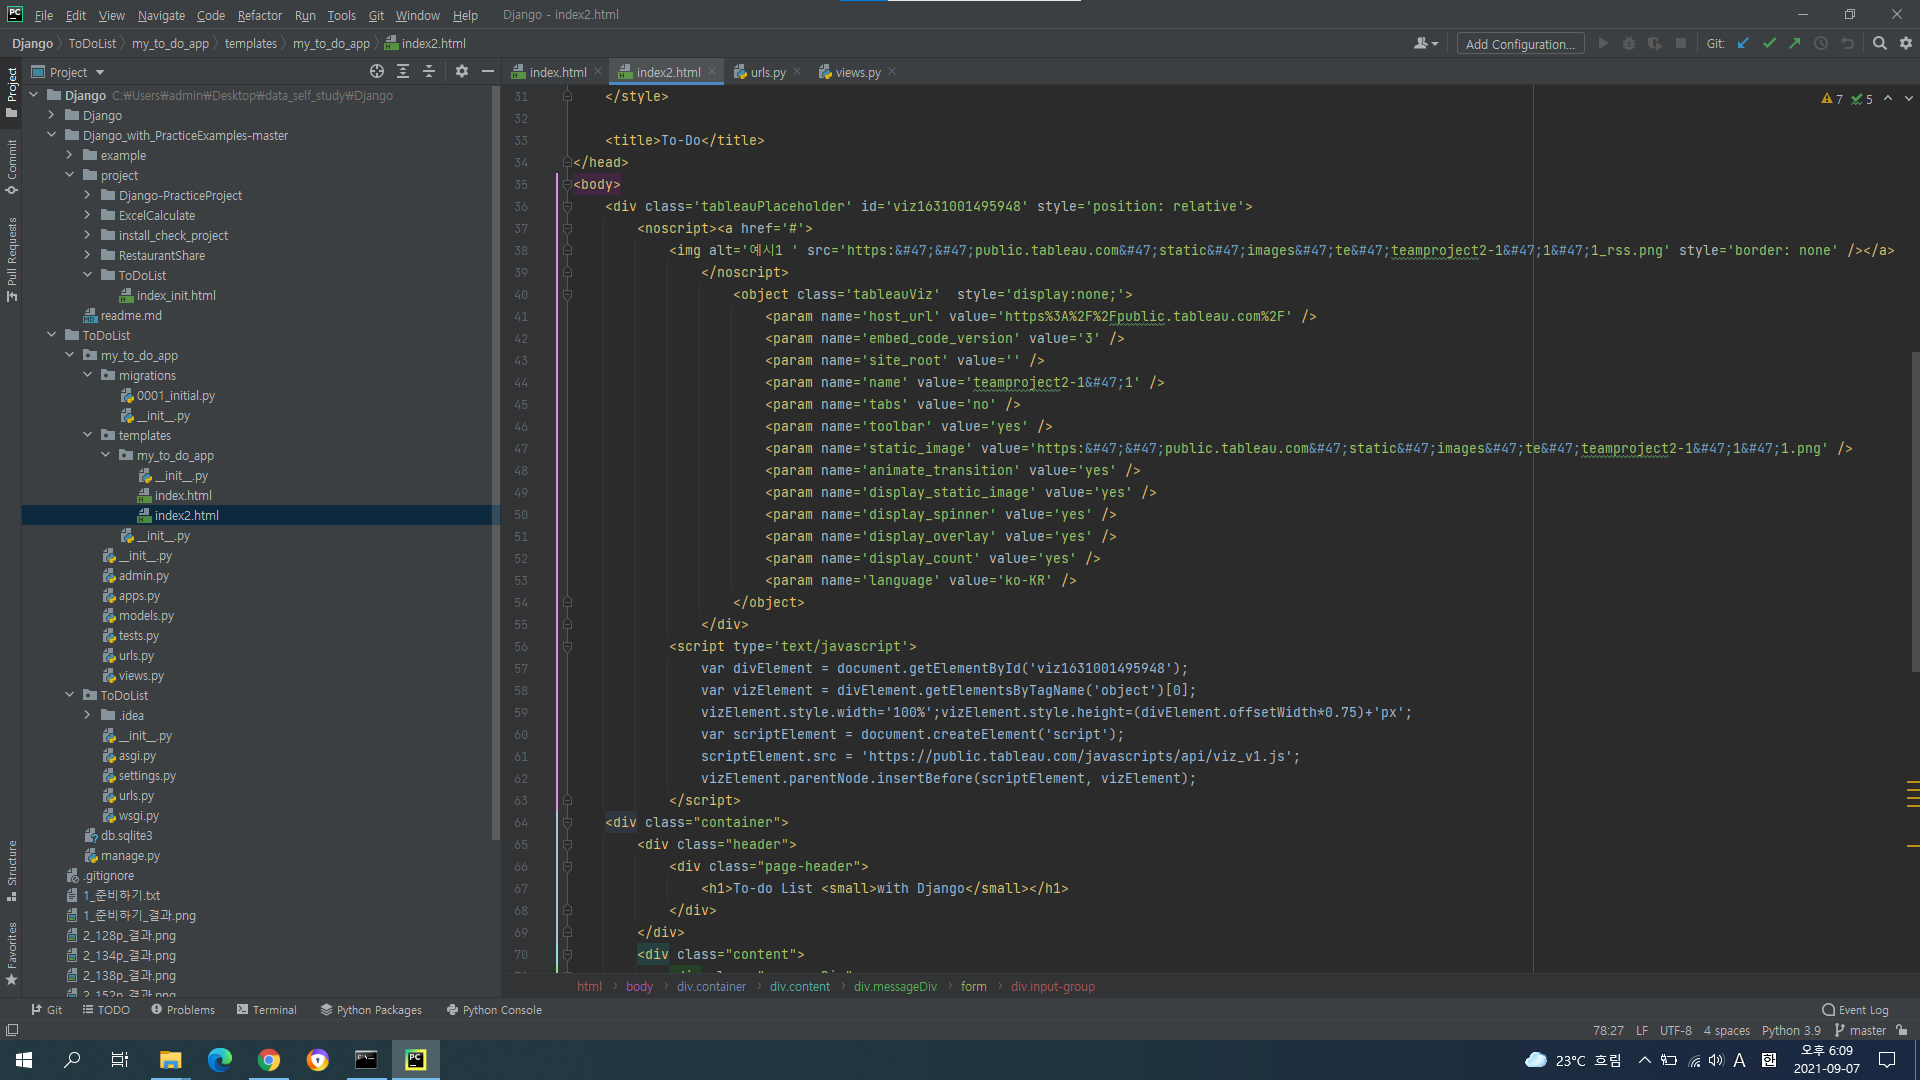 PC File Edit View Navigate Code Refactor Run Tools Git Window Help Django - index2.html
Django ToDoList my_to_do_app templates my_to_do_app index2.html Add Configuration... Git:
Project index.html index2.html urls.py views.py
Project
Commit
Pull Requests
Structure
Favorites
Django C:\Users\admin\Desktop\data_self_study\Django
Django
Django_with_PracticeExamples-master
example
project
Django-PracticeProject
ExcelCalculate
install_check_project
RestaurantShare
ToDoList
index_init.html
readme.md
ToDoList
my_to_do_app
migrations
0001_initial.py
__init__.py
templates
my_to_do_app
__init__.py
index.html
index2.html
__init__.py
__init__.py
admin.py
apps.py
models.py
tests.py
urls.py
views.py
ToDoList
.idea
__init__.py
asgi.py
settings.py
urls.py
wsgi.py
db.sqlite3
manage.py
.gitignore
1_준비하기.txt
1_준비하기_결과.png
2_128p_결과.png
2_134p_결과.png
2_138p_결과.png
2_152p_결과.png
7 5
31 </style>
32
33 <title>To-Do</title>
34 </head>
35 <body>
36 <div class='tableauPlaceholder' id='viz1631001495948' style='position: relative'>
37 <noscript><a href='#'>
38 <img alt='예시1 ' src='https:&#47;&#47;public.tableau.com&#47;static&#47;images&#47;te&#47;teamproject2-1&#47;1&#47;1_rss.png' style='border: none' /></a>
39 </noscript>
40 <object class='tableauViz'  style='display:none;'>
41 <param name='host_url' value='https%3A%2F%2Fpublic.tableau.com%2F' />
42 <param name='embed_code_version' value='3' />
43 <param name='site_root' value='' />
44 <param name='name' value='teamproject2-1&#47;1' />
45 <param name='tabs' value='no' />
46 <param name='toolbar' value='yes' />
47 <param name='static_image' value='https:&#47;&#47;public.tableau.com&#47;static&#47;images&#47;te&#47;teamproject2-1&#47;1&#47;1.png' />
48 <param name='animate_transition' value='yes' />
49 <param name='display_static_image' value='yes' />
50 <param name='display_spinner' value='yes' />
51 <param name='display_overlay' value='yes' />
52 <param name='display_count' value='yes' />
53 <param name='language' value='ko-KR' />
54 </object>
55 </div>
56 <script type='text/javascript'>
57 var divElement = document.getElementById('viz1631001495948');
58 var vizElement = divElement.getElementsByTagName('object')[0];
59 vizElement.style.width='100%';vizElement.style.height=(divElement.offsetWidth*0.75)+'px';
60 var scriptElement = document.createElement('script');
61 scriptElement.src = 'https://public.tableau.com/javascripts/api/viz_v1.js';
62 vizElement.parentNode.insertBefore(scriptElement, vizElement);
63 </script>
64 <div class="container">
65 <div class="header">
66 <div class="page-header">
67 <h1>To-do List <small>with Django</small></h1>
68 </div>
69 </div>
70 <div class="content">
html body div.container div.content div.messageDiv form div.input-group
Git TODO Problems Terminal Python Packages Python Console Event Log
78:27 LF UTF-8 4 spaces Python 3.9 master
PC 23°C 흐림 A 한 오후 6:09
2021-09-07